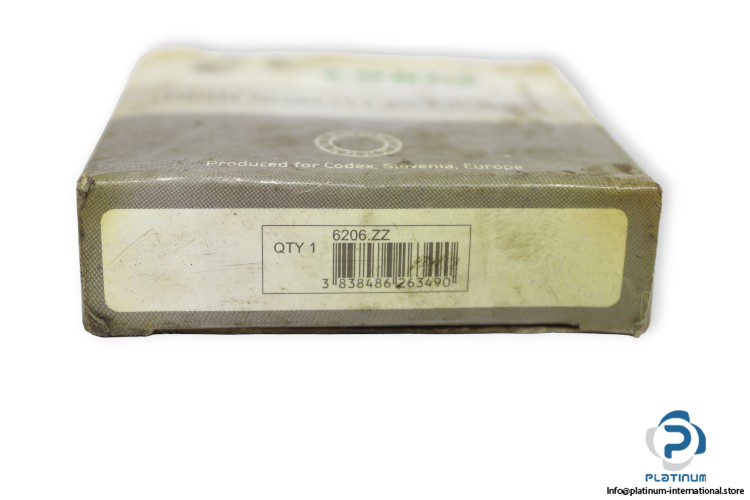 Produced for Codex, Slovenia, Europe
6206.ZZ
QTY 1
3 838486 263490
PLATINUM
Info@platinum-international.store